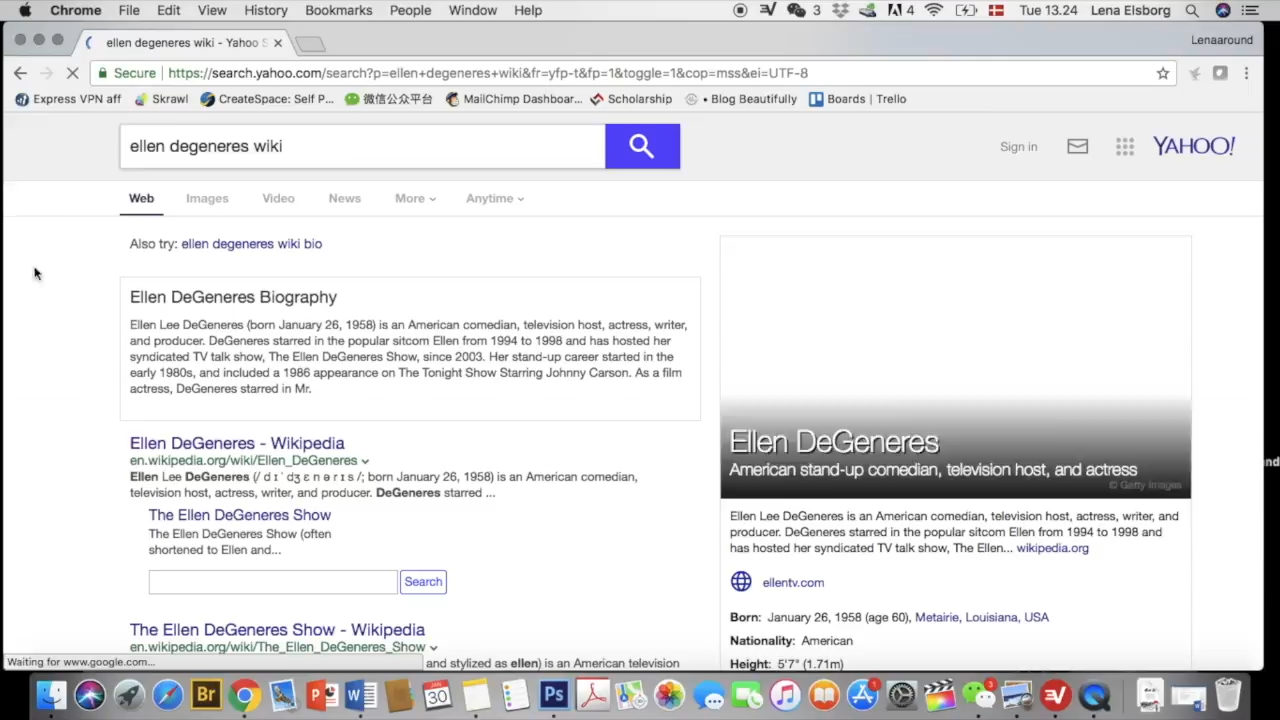 Chrome File Edit View History Bookmarks People Window Help 3 4 Tue 13.24 Lena Elsborg
ellen degeneres wiki - Yahoo S
Lenaaround
Secure https://search.yahoo.com/search?p=ellen+degeneres+wiki&fr=yfp-t&fp=1&toggle=1&cop=mss&ei=UTF-8
Express VPN aff Skrawl CreateSpace: Self P... 微信公众平台 MailChimp Dashboar... Scholarship • Blog Beautifully Boards | Trello
ellen degeneres wiki
Sign in
YAHOO!
Web Images Video News More Anytime
Also try: ellen degeneres wiki bio
Ellen DeGeneres Biography
Ellen Lee DeGeneres (born January 26, 1958) is an American comedian, television host, actress, writer,
and producer. DeGeneres starred in the popular sitcom Ellen from 1994 to 1998 and has hosted her
syndicated TV talk show, The Ellen DeGeneres Show, since 2003. Her stand-up career started in the
early 1980s, and included a 1986 appearance on The Tonight Show Starring Johnny Carson. As a film
actress, DeGeneres starred in Mr.
Ellen DeGeneres - Wikipedia
en.wikipedia.org/wiki/Ellen_DeGeneres
Ellen Lee DeGeneres (/ d ɪ ˈ dʒ ɛ n ə r ɪ s /; born January 26, 1958) is an American comedian,
television host, actress, writer, and producer. DeGeneres starred ...
The Ellen DeGeneres Show
The Ellen DeGeneres Show (often
shortened to Ellen and...
Search
The Ellen DeGeneres Show - Wikipedia
en.wikipedia.org/wiki/The_Ellen_DeGeneres_Show
and stylized as ellen) is an American television
Waiting for www.google.com...
Ellen DeGeneres
American stand-up comedian, television host, and actress
© Getty Images
Ellen Lee DeGeneres is an American comedian, television host, actress, writer, and
producer. DeGeneres starred in the popular sitcom Ellen from 1994 to 1998 and
has hosted her syndicated TV talk show, The Ellen... wikipedia.org
ellentv.com
Born: January 26, 1958 (age 60), Metairie, Louisiana, USA
Nationality: American
Height: 5'7" (1.71m)
and
Br
JAN
30
Ps
1
3